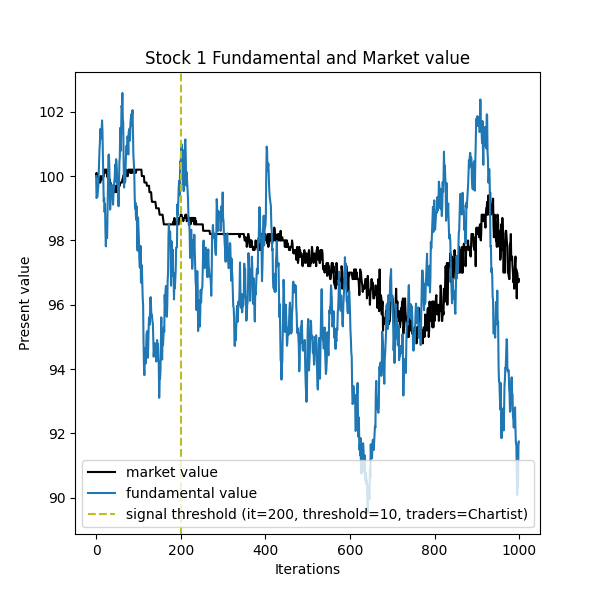 Stock 1 Fundamental and Market value
Present value
102
100
98
96
94
92
90
market value
fundamental value
signal threshold (it=200, threshold=10, traders=Chartist)
0 200 400 600 800 1000
Iterations